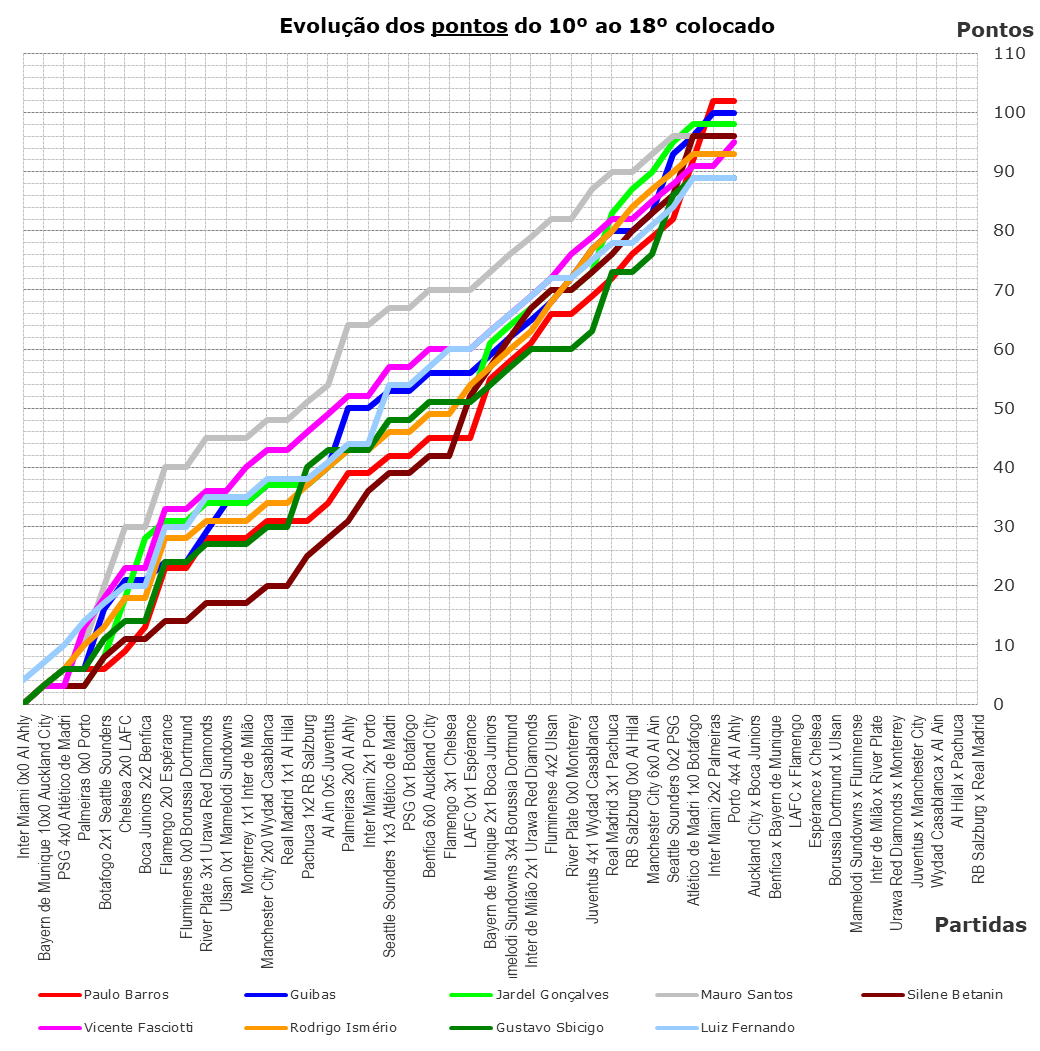 Evolução dos pontos do 10º ao 18º colocado
Pontos
110
100
90
80
70
60
50
40
30
20
10
0
Inter Miami 0x0 Al Ahly
Bayern de Munique 10x0 Auckland City
PSG 4x0 Atlético de Madri
Palmeiras 0x0 Porto
Botafogo 2x1 Seattle Sounders
Chelsea 2x0 LAFC
Boca Juniors 2x2 Benfica
Flamengo 2x0 Espérance
Fluminense 0x0 Borussia Dortmund
River Plate 3x1 Urawa Red Diamonds
Ulsan 0x1 Mamelodi Sundowns
Monterrey 1x1 Inter de Milão
Manchester City 2x0 Wydad Casablanca
Real Madrid 1x1 Al Hilal
Pachuca 1x2 RB Salzburg
Al Ain 0x5 Juventus
Palmeiras 2x0 Al Ahly
Inter Miami 2x1 Porto
Seattle Sounders 1x3 Atlético de Madri
PSG 0x1 Botafogo
Benfica 6x0 Auckland City
Flamengo 3x1 Chelsea
LAFC 0x1 Espérance
Bayern de Munique 2x1 Boca Juniors
melodi Sundowns 3x4 Borussia Dortmund
Inter de Milão 2x1 Urawa Red Diamonds
Fluminense 4x2 Ulsan
River Plate 0x0 Monterrey
Juventus 4x1 Wydad Casablanca
Real Madrid 3x1 Pachuca
RB Salzburg 0x0 Al Hilal
Manchester City 6x0 Al Ain
Seattle Sounders 0x2 PSG
Atlético de Madri 1x0 Botafogo
Inter Miami 2x2 Palmeiras
Porto 4x4 Al Ahly
Auckland City x Boca Juniors
Benfica x Bayern de Munique
LAFC x Flamengo
Espérance x Chelsea
Borussia Dortmund x Ulsan
Mamelodi Sundowns x Fluminense
Inter de Milão x River Plate
Urawa Red Diamonds x Monterrey
Juventus x Manchester City
Wydad Casablanca x Al Ain
Al Hilal x Pachuca
RB Salzburg x Real Madrid
Partidas
Paulo Barros
Guibas
Jardel Gonçalves
Mauro Santos
Silene Betanin
Vicente Fasciotti
Rodrigo Ismério
Gustavo Sbicigo
Luiz Fernando